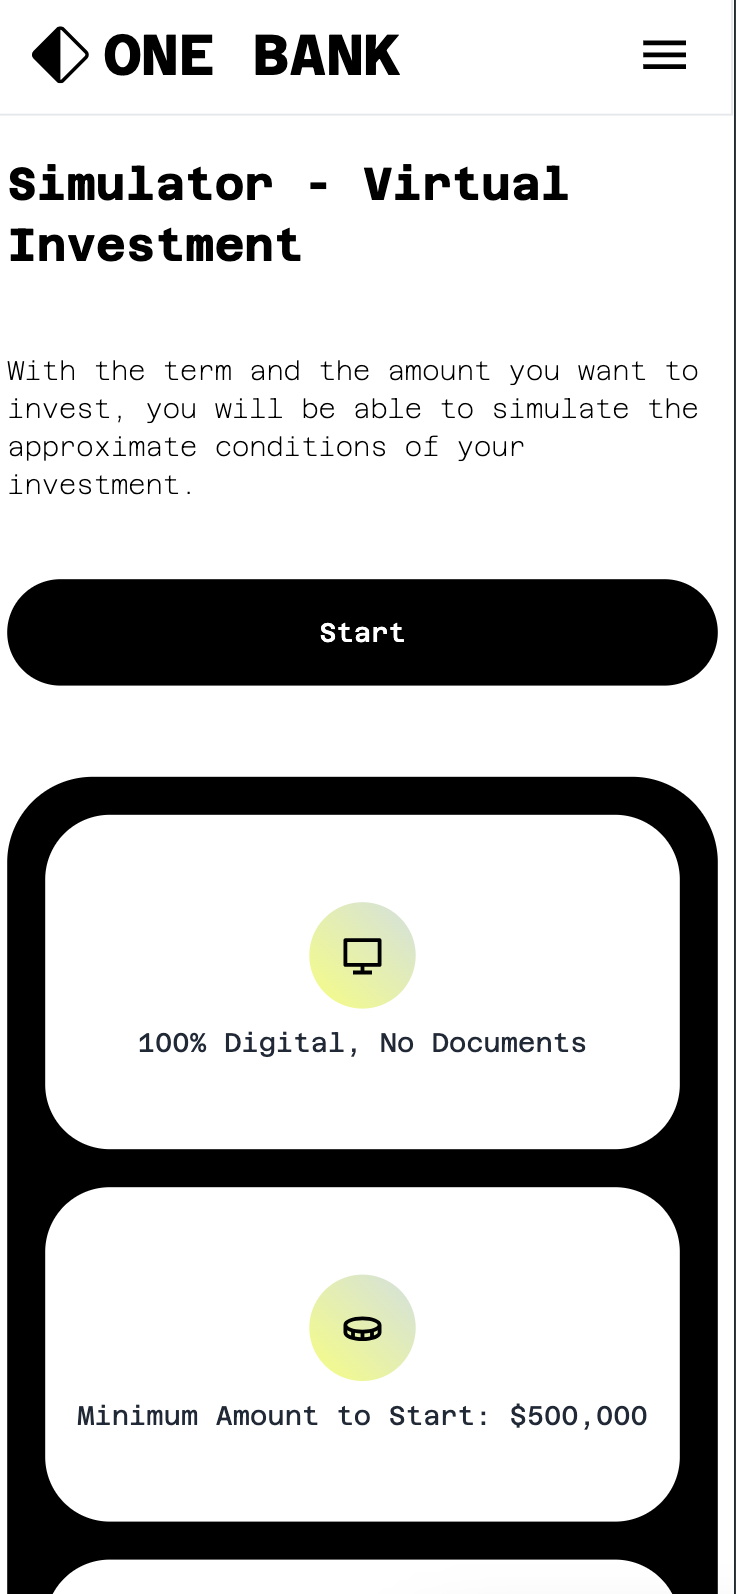 ONE BANK
Simulator - Virtual
Investment
With the term and the amount you want to
invest, you will be able to simulate the
approximate conditions of your
investment.
Start
100% Digital, No Documents
Minimum Amount to Start: $500,000